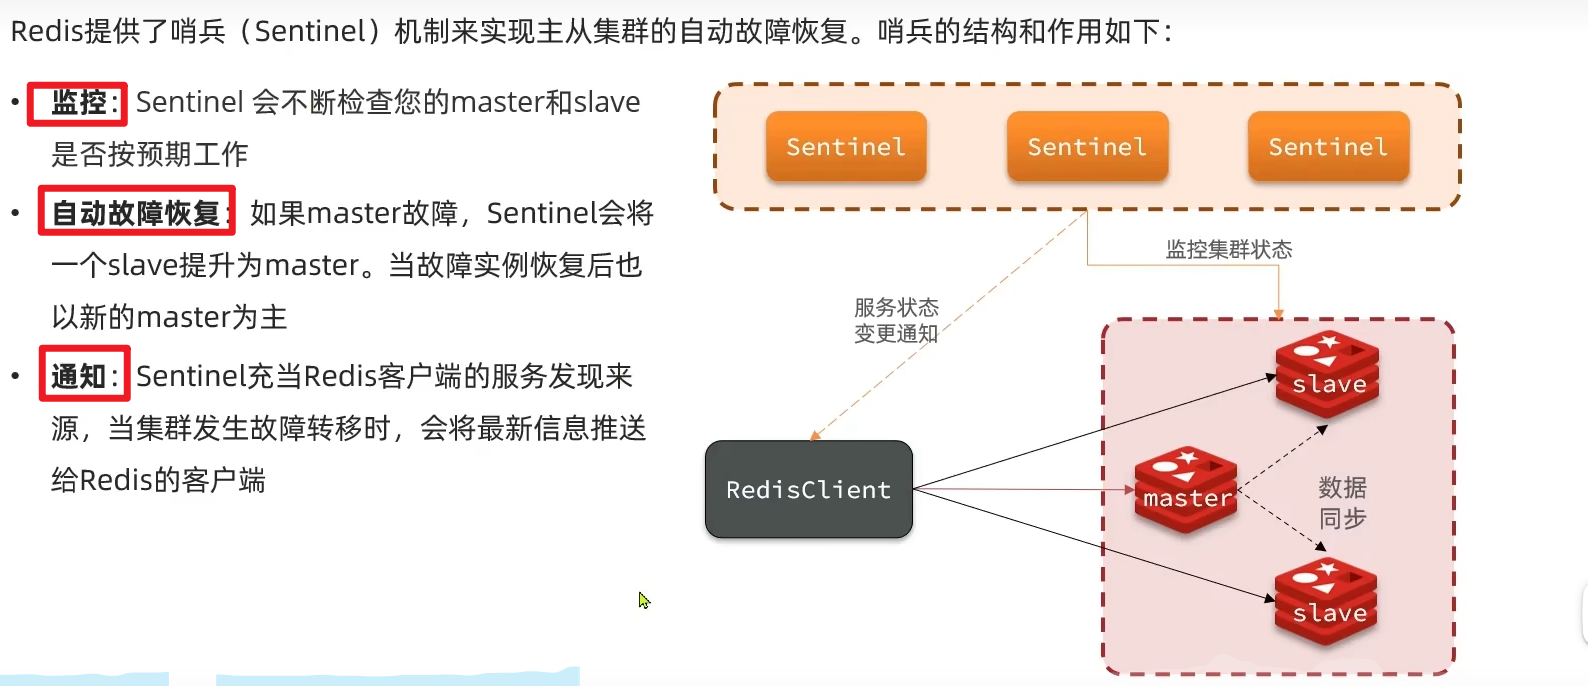 Redis提供了哨兵（Sentinel）机制来实现主从集群的自动故障恢复。哨兵的结构和作用如下：
• 监控：Sentinel 会不断检查您的master和slave
是否按预期工作
• 自动故障恢复：如果master故障，Sentinel会将
一个slave提升为master。当故障实例恢复后也
以新的master为主
• 通知：Sentinel充当Redis客户端的服务发现来
源，当集群发生故障转移时，会将最新信息推送
给Redis的客户端
Sentinel
Sentinel
Sentinel
监控集群状态
服务状态
变更通知
RedisClient
slave
master
数据
同步
slave